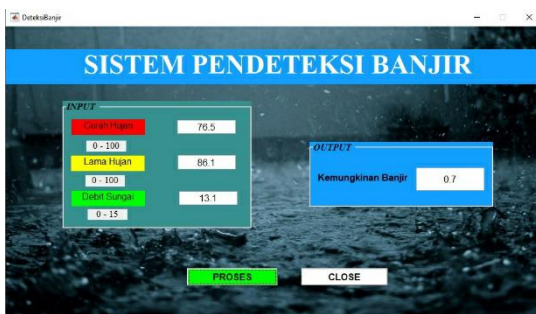 DeteksiBanjir
SISTEM PENDETEKSI BANJIR
INPUT
Curah Hujan
76.5
0 - 100
Lama Hujan
86.1
0 - 100
Debit Sungai
13.1
0 - 15
OUTPUT
Kemungkinan Banjir
0.7
PROSES
CLOSE